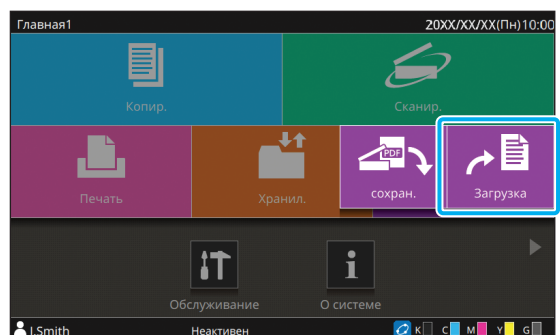 Главная1
20XX/XX/XX(Пн)10:00
Копир.
Сканир.
PDF
Печать
Хранил.
сохран.
Загрузка
Обслуживание
О системе
J.Smith
Неактивен
K C M Y G